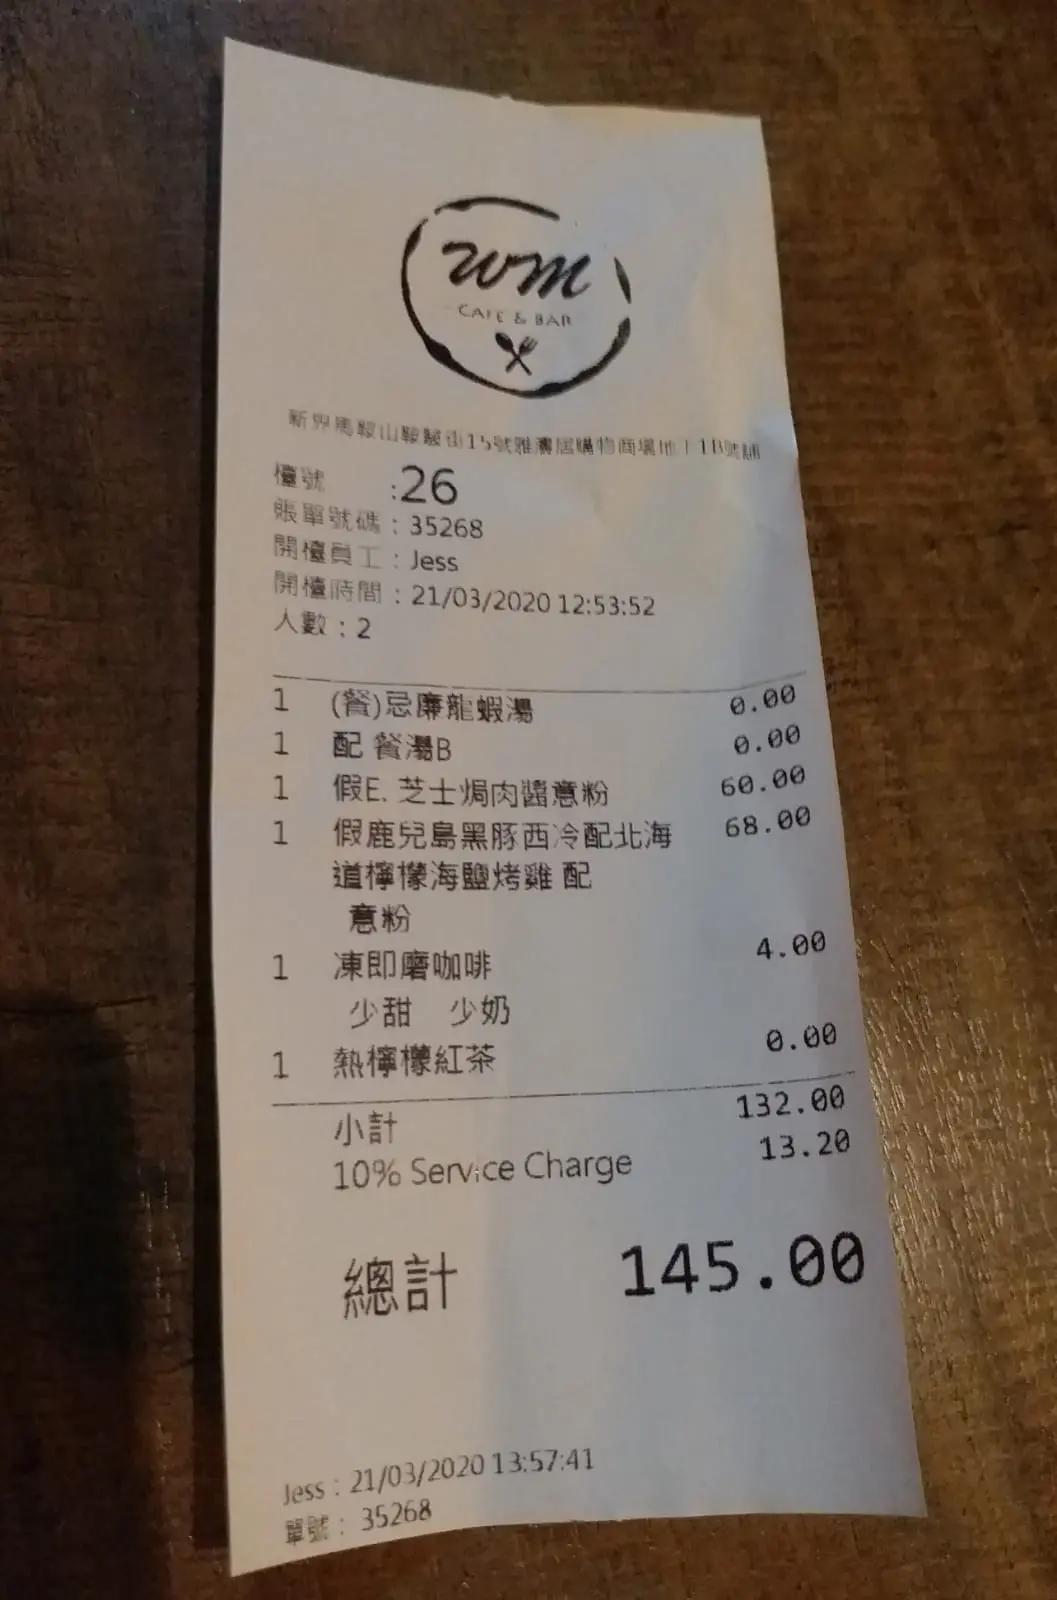 wm
CAFE & BAR
新界馬鞍山鞍駿街15號雅濤居購物商場地下1B號舖
檯號 :26
賬單號碼 : 35268
開檯員工 : Jess
開檯時間 : 21/03/2020 12:53:52
人數 : 2
1 (餐)忌廉龍蝦湯 0.00
1 配 餐湯B 0.00
1 假E. 芝士焗肉醬意粉 60.00
1 假鹿兒島黑豚西冷配北海 68.00
道檸檬海鹽烤雞 配
意粉
1 凍即磨咖啡 4.00
少甜 少奶
1 熱檸檬紅茶 0.00
小計 132.00
10% Service Charge 13.20
總計 145.00
Jess : 21/03/2020 13:57:41
單號 : 35268